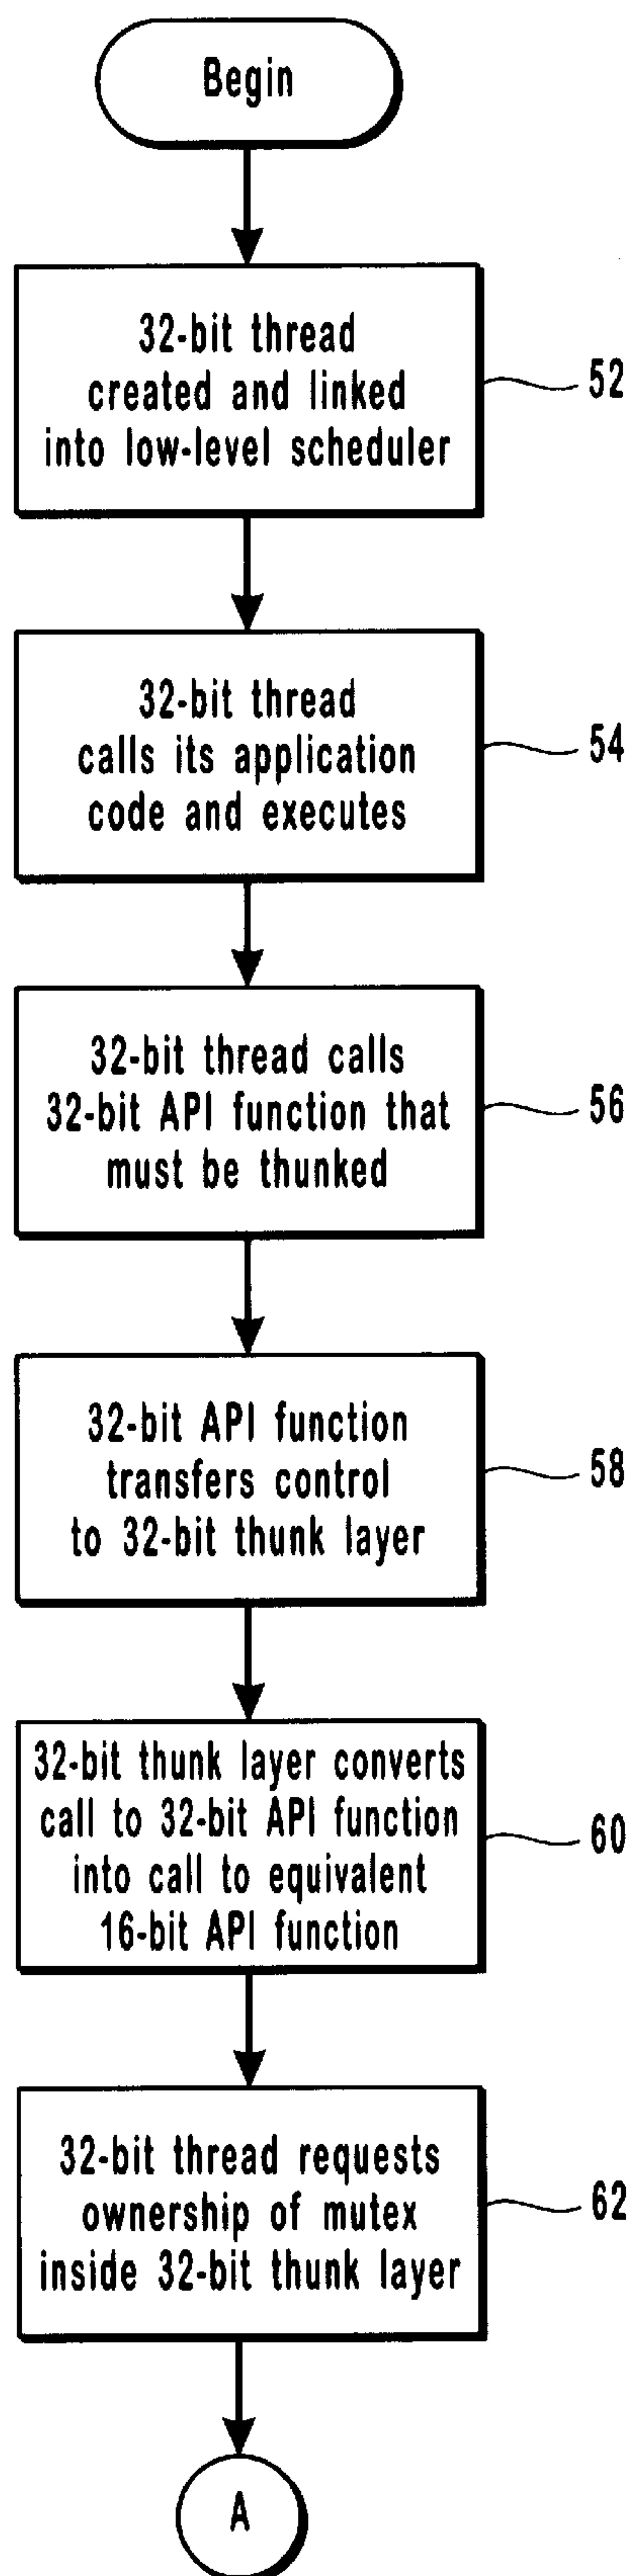 Begin
32-bit thread
created and linked
into low-level scheduler
52
32-bit thread
calls its application
code and executes
54
32-bit thread calls
32-bit API function that
must be thunked
56
32-bit API function
transfers control
to 32-bit thunk layer
58
32-bit thunk layer converts
call to 32-bit API function
into call to equivalent
16-bit API function
60
32-bit thread requests
ownership of mutex
inside 32-bit thunk layer
62
A